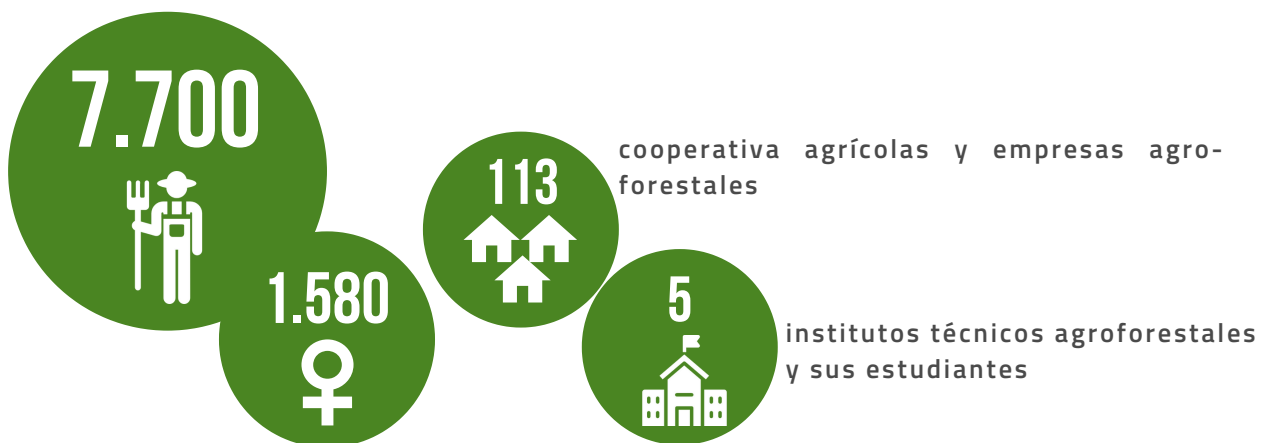 7.700
1.580
113
cooperativa agrícolas y empresas agro-
forestales
5
institutos técnicos agroforestales
y sus estudiantes